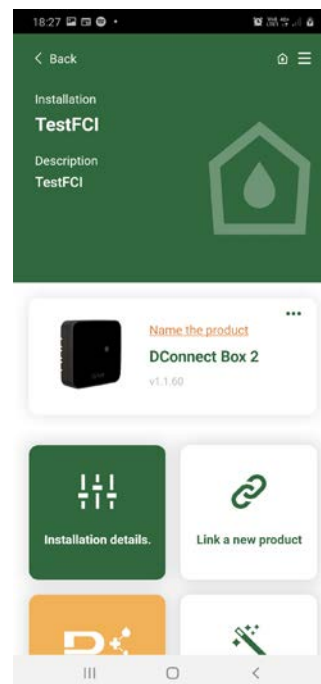 18:27
Back
Installation
TestFCI
Description
TestFCI
Name the product
DConnect Box 2
v1.1.60
Installation details.
Link a new product